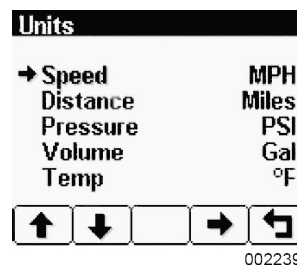 Units
Speed MPH
Distance Miles
Pressure PSI
Volume Gal
Temp °F
002239